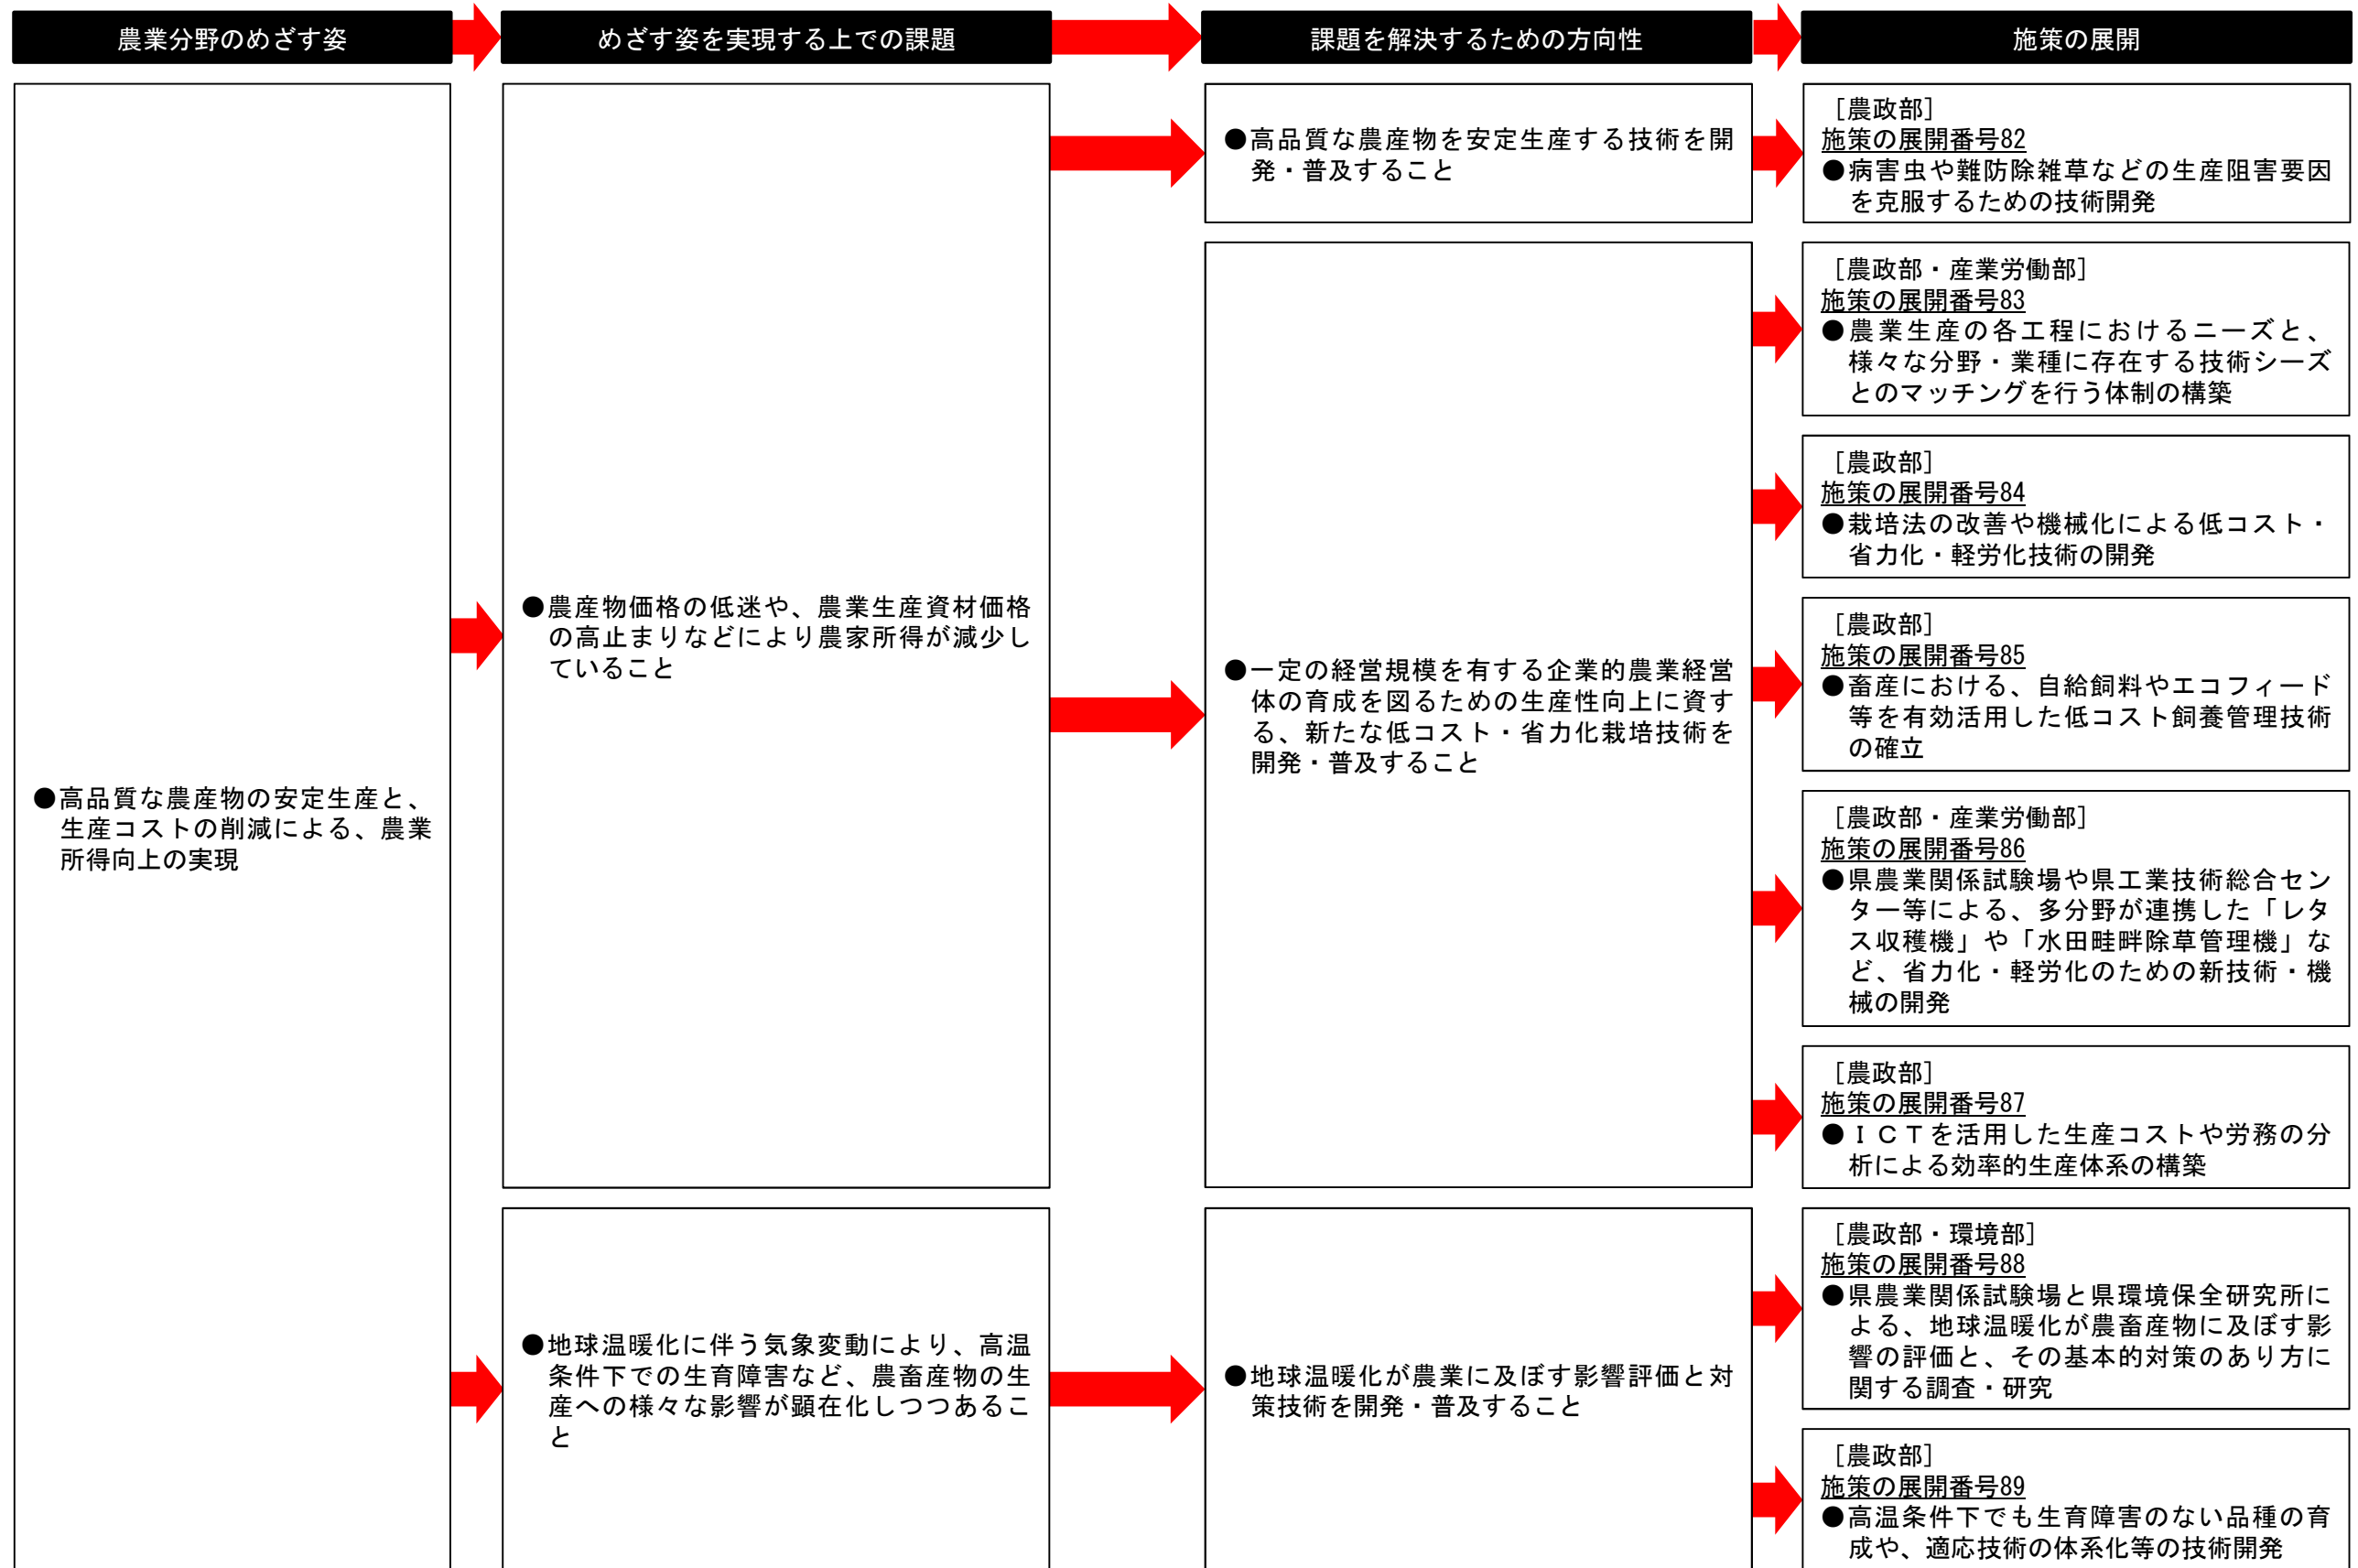 農業分野のめざす姿
めざす姿を実現する上での課題
課題を解決するための方向性
施策の展開
●高品質な農産物の安定生産と、
生産コストの削減による、農業
所得向上の実現
●農産物価格の低迷や、農業生産資材価格
の高止まりなどにより農家所得が減少し
ていること
●高品質な農産物を安定生産する技術を開
発・普及すること
［農政部］
施策の展開番号82
●病害虫や難防除雑草などの生産阻害要因
を克服するための技術開発
●一定の経営規模を有する企業的農業経営
体の育成を図るための生産性向上に資す
る、新たな低コスト・省力化栽培技術を
開発・普及すること
［農政部・産業労働部］
施策の展開番号83
●農業生産の各工程におけるニーズと、
様々な分野・業種に存在する技術シーズ
とのマッチングを行う体制の構築
［農政部］
施策の展開番号84
●栽培法の改善や機械化による低コスト・
省力化・軽労化技術の開発
［農政部］
施策の展開番号85
●畜産における、自給飼料やエコフィード
等を有効活用した低コスト飼養管理技術
の確立
［農政部・産業労働部］
施策の展開番号86
●県農業関係試験場や県工業技術総合セン
ター等による、多分野が連携した「レタ
ス収穫機」や「水田畦畔除草管理機」な
ど、省力化・軽労化のための新技術・機
械の開発
［農政部］
施策の展開番号87
●ＩＣＴを活用した生産コストや労務の分
析による効率的生産体系の構築
●地球温暖化に伴う気象変動により、高温
条件下での生育障害など、農畜産物の生
産への様々な影響が顕在化しつつあるこ
と
●地球温暖化が農業に及ぼす影響評価と対
策技術を開発・普及すること
［農政部・環境部］
施策の展開番号88
●県農業関係試験場と県環境保全研究所に
よる、地球温暖化が農畜産物に及ぼす影
響の評価と、その基本的対策のあり方に
関する調査・研究
［農政部］
施策の展開番号89
●高温条件下でも生育障害のない品種の育
成や、適応技術の体系化等の技術開発